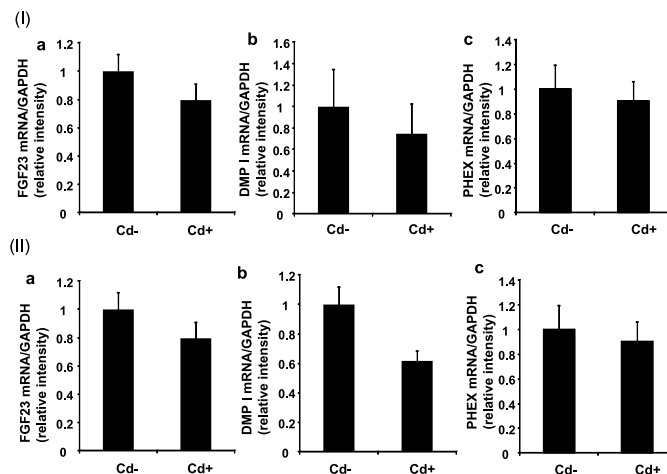 (I)
a
FGF23 mRNA/GAPDH
(relative intensity)
1.2
1
0.8
0.6
0.4
0.2
0
Cd- Cd+
b
DMP I mRNA/GAPDH
(relative intensity)
1.6
1.4
1.2
1
0.8
0.6
0.4
0.2
0
Cd- Cd+
c
PHEX mRNA/GAPDH
(relative intensity)
1.4
1.2
1
0.8
0.6
0.4
0.2
0
Cd- Cd+
(II)
a
FGF23 mRNA/GAPDH
(relative intensity)
1.2
1
0.8
0.6
0.4
0.2
0
Cd- Cd+
b
DMP I mRNA/GAPDH
(relative intensity)
1.2
1
0.8
0.6
0.4
0.2
0
Cd- Cd+
c
PHEX mRNA/GAPDH
(relative intensity)
1.4
1.2
1
0.8
0.6
0.4
0.2
0
Cd- Cd+